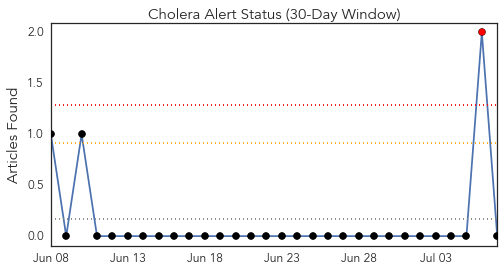 Cholera Alert Status (30-Day Window)
2.0
1.5
1.0
0.5
0.0
Articles Found
Jun 08 Jun 13 Jun 18 Jun 23 Jun 28 Jul 03